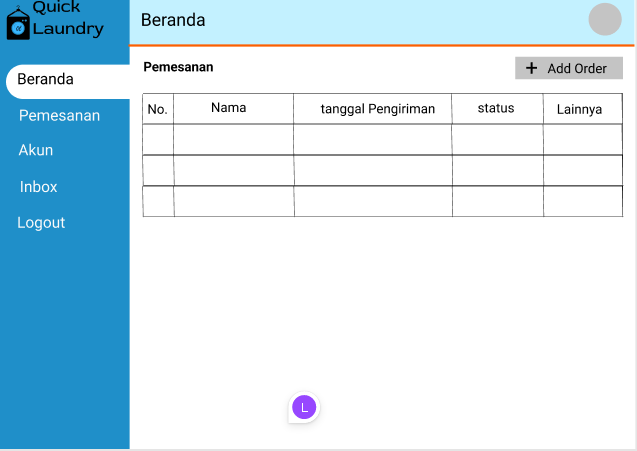 Quick
Laundry
Beranda
Beranda
Pemesanan
Akun
Inbox
Logout
Pemesanan
+ Add Order
No. Nama tanggal Pengiriman status Lainnya
L